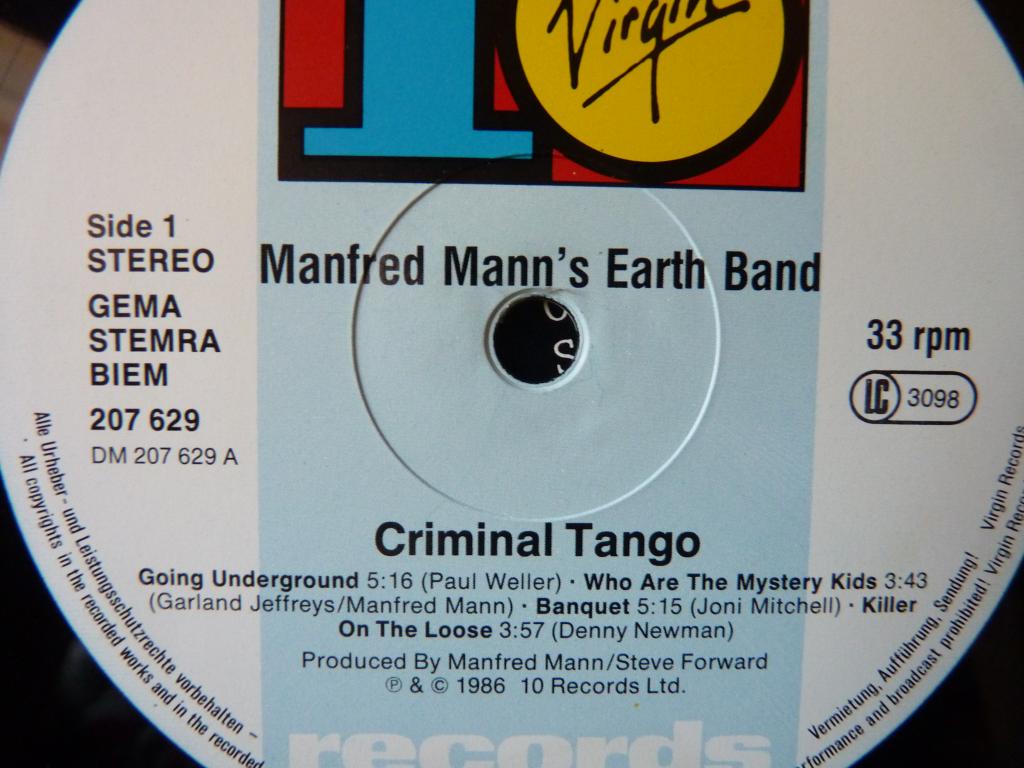 10
Virgin
Side 1
STEREO
GEMA
STEMRA
BIEM
207 629
DM 207 629 A
Manfred Mann's Earth Band
33 rpm
LC 3098
Criminal Tango
Going Underground 5:16 (Paul Weller) · Who Are The Mystery Kids 3:43
(Garland Jeffreys/Manfred Mann) · Banquet 5:15 (Joni Mitchell) · Killer
On The Loose 3:57 (Denny Newman)
Produced By Manfred Mann/Steve Forward
℗ & © 1986 10 Records Ltd.
records
Alle Urheber- und Leistungsschutzrechte vorbehalten –
· All copyrights in the recorded works and in the recorded
Vermietung, Aufführung, Sendung! Virgin Records
and broadcast prohibited! Virgin